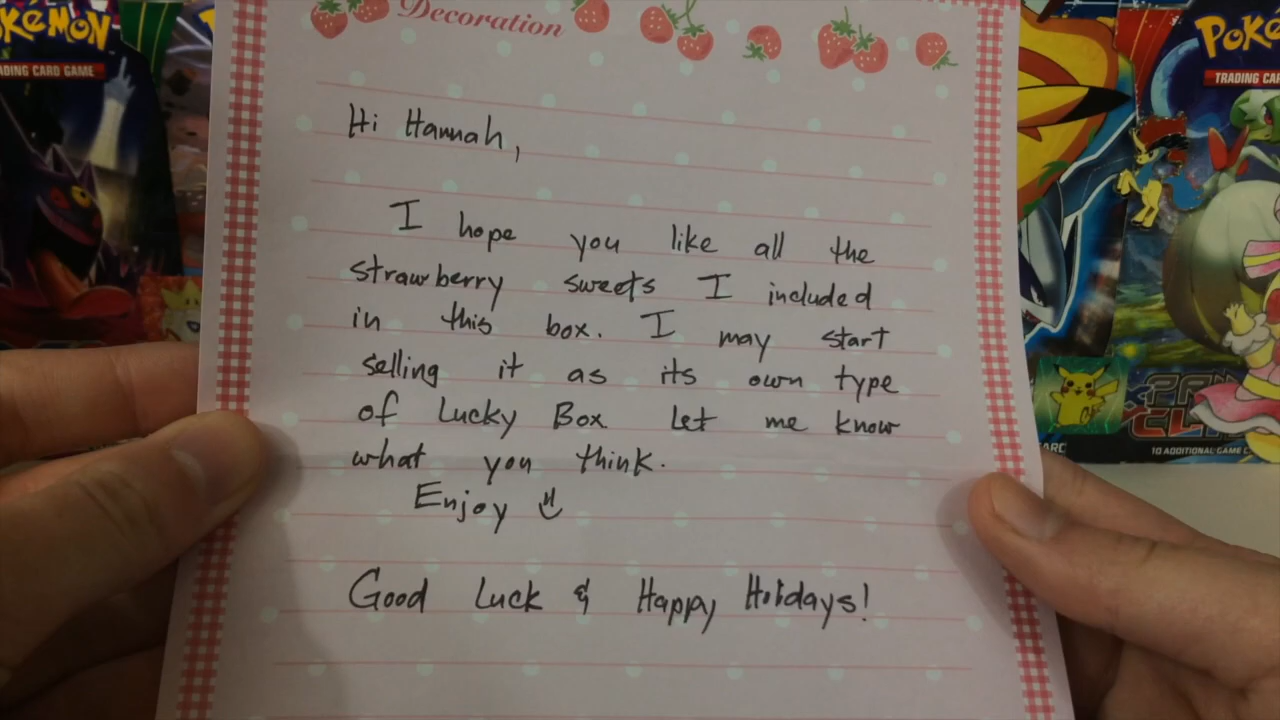 Decoration
Hi Hannah,
I hope you like all the
strawberry sweets I included
in this box. I may start
selling it as its own type
of Lucky Box Let me know
what you think.
Enjoy
Good Luck & Happy Holidays!
POKéMON
TRADING CARD GAME
POKé
TRADING CA
10 ADDITIONAL GAME C